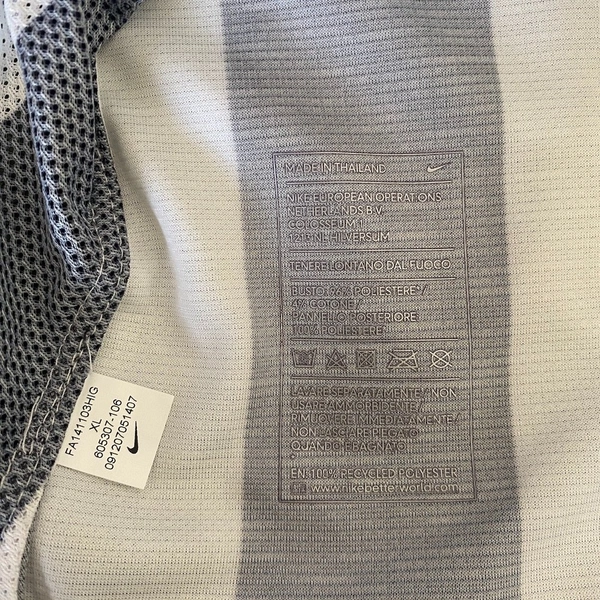 MADE IN THAILAND
NIKE EUROPEAN OPERATIONS
NETHERLANDS B.V.
COLOSSEUM 1
1213 NL HILVERSUM
TENERE LONTANO DAL FUOCO
BUSTO: 96% POLIESTERE*/
4% COTONE/
PANNELLO POSTERIORE:
100% POLIESTERE*
LAVARE SEPARATAMENTE/NON
USARE AMMORBIDENTE/
RIMUOVERE IMMEDIATAMENTE/
NON LASCIARE PIEGATO
QUANDO È BAGNATO
*
EN: 100% RECYCLED POLYESTER
www.nikebetterworld.com
FA141103HIG
XL
605307-106
091207051407